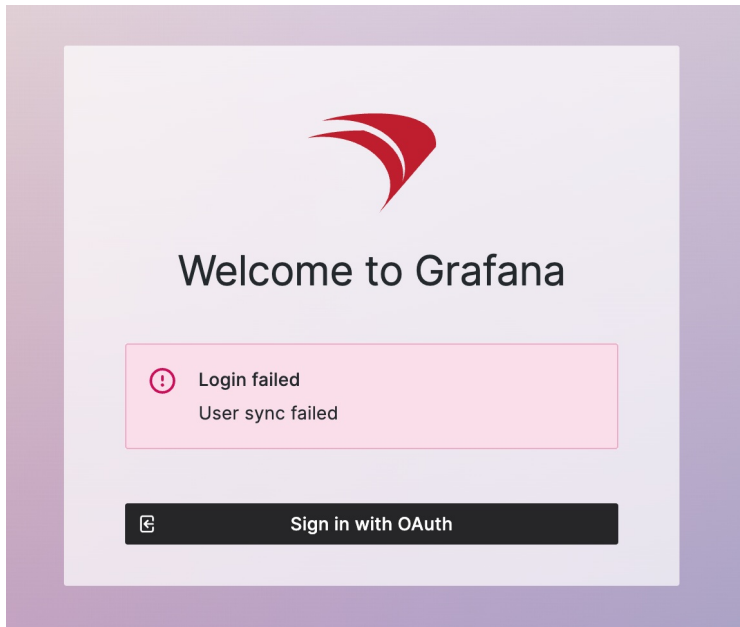 Welcome to Grafana
Login failed
User sync failed
Sign in with OAuth